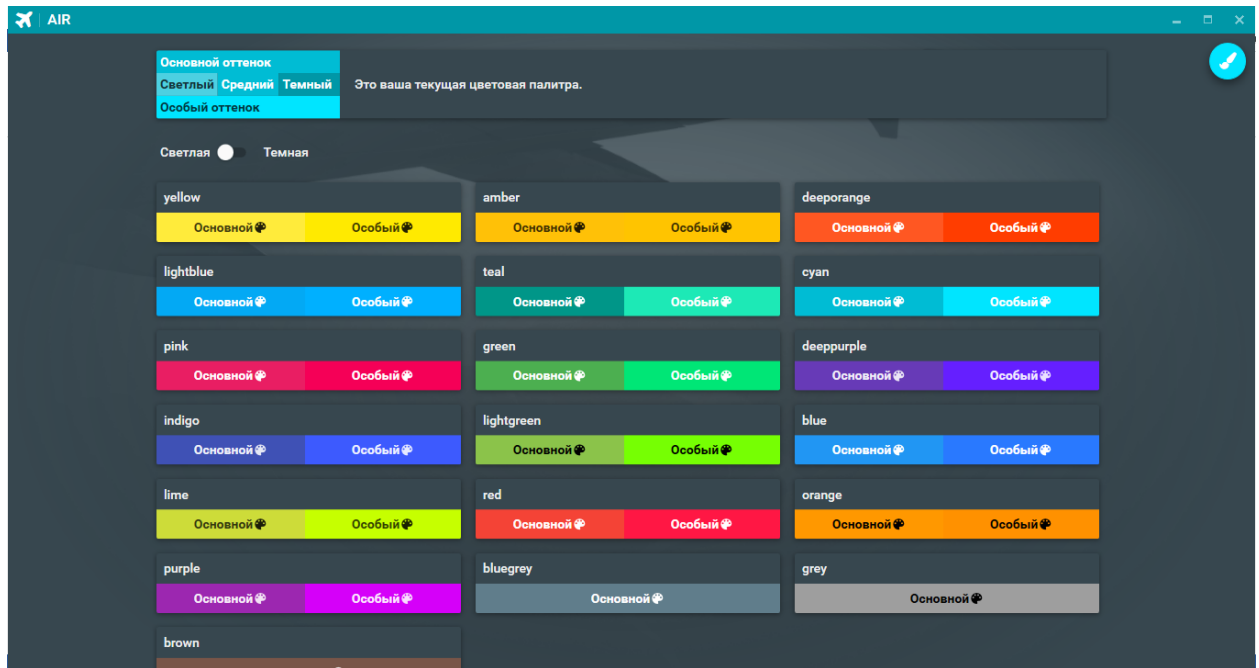 AIR
Основной оттенок
Светлый Средний Темный
Это ваша текущая цветовая палитра.
Особый оттенок
Светлая Темная
yellow amber deeporange
Основной Особый Основной Особый Основной Особый
lightblue teal cyan
Основной Особый Основной Особый Основной Особый
pink green deeppurple
Основной Особый Основной Особый Основной Особый
indigo lightgreen blue
Основной Особый Основной Особый Основной Особый
lime red orange
Основной Особый Основной Особый Основной Особый
purple bluegrey grey
Основной Особый Основной Основной
brown